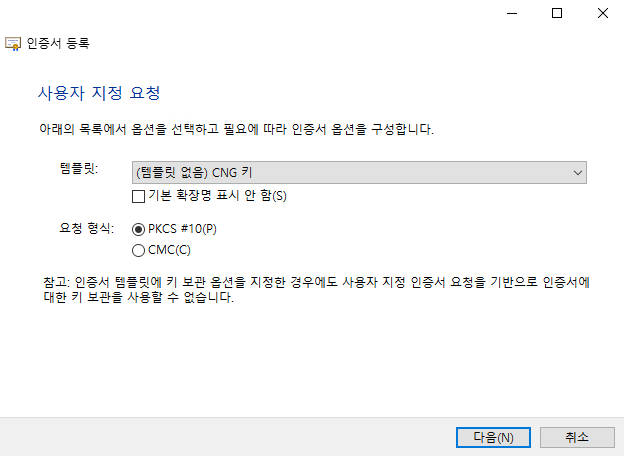 인증서 등록
사용자 지정 요청
아래의 목록에서 옵션을 선택하고 필요에 따라 인증서 옵션을 구성합니다.
템플릿: (템플릿 없음) CNG 키
기본 확장명 표시 안 함(S)
요청 형식: PKCS #10(P)
CMC(C)
참고: 인증서 템플릿에 키 보관 옵션을 지정한 경우에도 사용자 지정 인증서 요청을 기반으로 인증서에
대한 키 보관을 사용할 수 없습니다.
다음(N) 취소